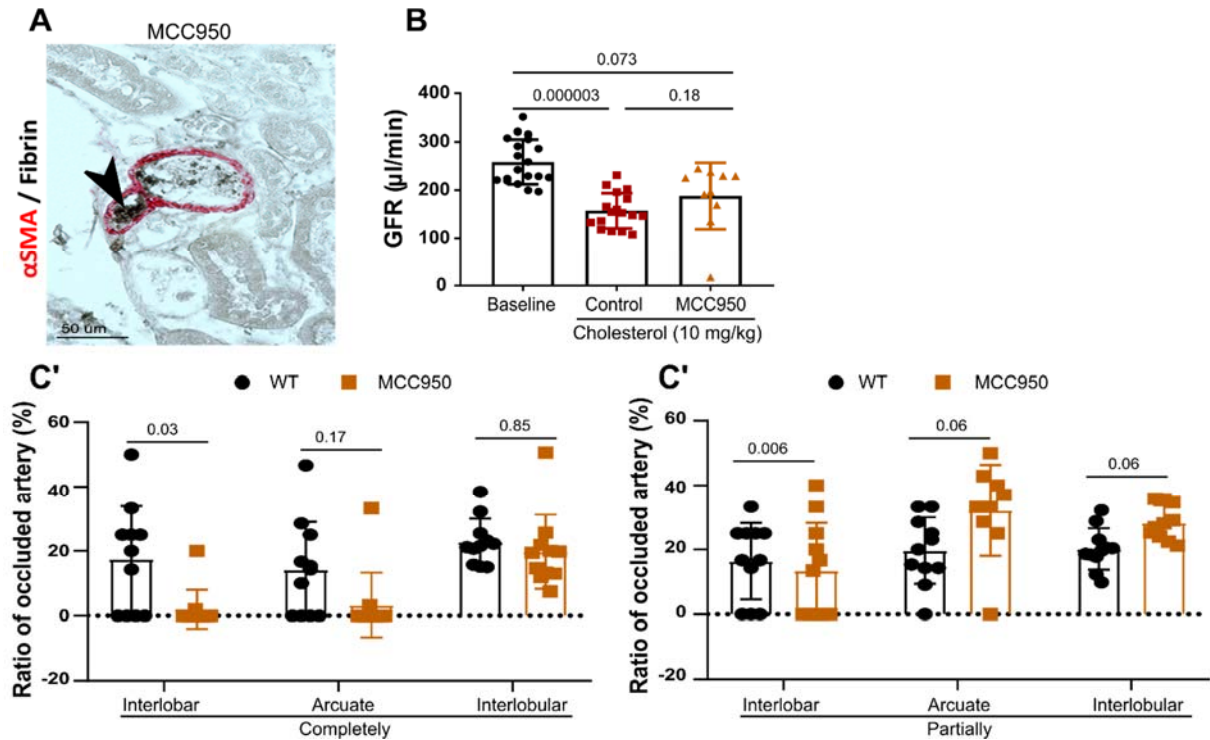 A
MCC950
αSMA / Fibrin
50 um
B
0.073
0.000003
0.18
GFR (µl/min)
400
300
200
100
0
Baseline
Control
MCC950
Cholesterol (10 mg/kg)
C'
WT
MCC950
Ratio of occluded artery (%)
60
40
20
0
-20
0.03
0.17
0.85
Interlobar
Arcuate
Interlobular
Completely
C'
WT
MCC950
Ratio of occluded artery (%)
60
40
20
0
-20
0.006
0.06
0.06
Interlobar
Arcuate
Interlobular
Partially